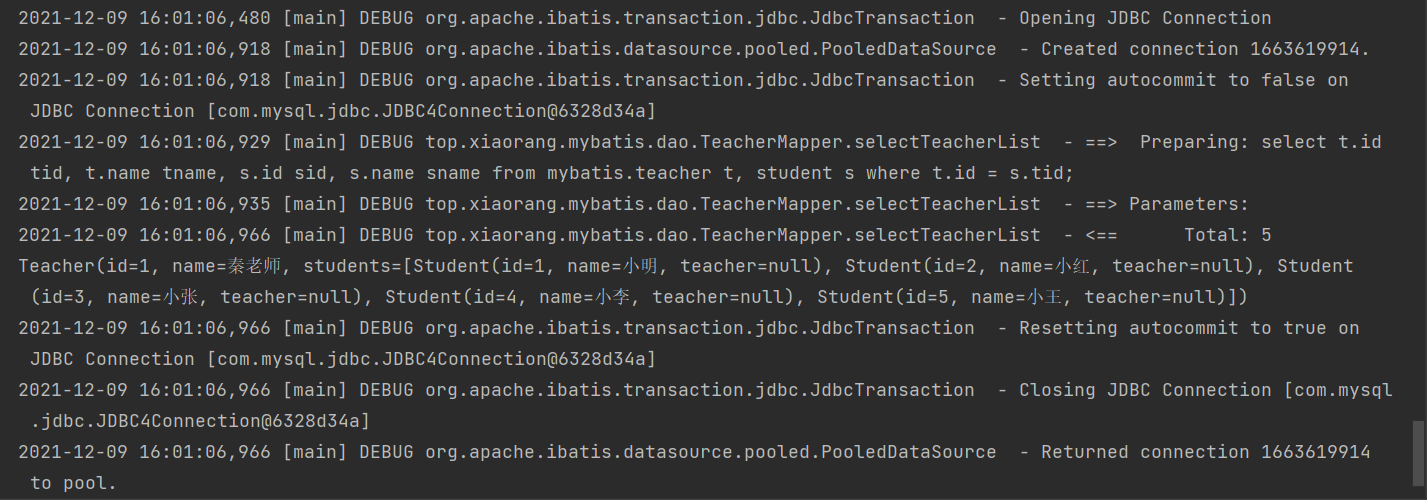 2021-12-09 16:01:06,480 [main] DEBUG org.apache.ibatis.transaction.jdbc.JdbcTransaction  - Opening JDBC Connection
2021-12-09 16:01:06,918 [main] DEBUG org.apache.ibatis.datasource.pooled.PooledDataSource  - Created connection 1663619914.
2021-12-09 16:01:06,918 [main] DEBUG org.apache.ibatis.transaction.jdbc.JdbcTransaction  - Setting autocommit to false on
JDBC Connection [com.mysql.jdbc.JDBC4Connection@6328d34a]
2021-12-09 16:01:06,929 [main] DEBUG top.xiaorang.mybatis.dao.TeacherMapper.selectTeacherList  - ==>  Preparing: select t.id
tid, t.name tname, s.id sid, s.name sname from mybatis.teacher t, student s where t.id = s.tid;
2021-12-09 16:01:06,935 [main] DEBUG top.xiaorang.mybatis.dao.TeacherMapper.selectTeacherList  - ==> Parameters:
2021-12-09 16:01:06,966 [main] DEBUG top.xiaorang.mybatis.dao.TeacherMapper.selectTeacherList  - <==      Total: 5
Teacher(id=1, name=秦老师, students=[Student(id=1, name=小明, teacher=null), Student(id=2, name=小红, teacher=null), Student
(id=3, name=小张, teacher=null), Student(id=4, name=小李, teacher=null), Student(id=5, name=小王, teacher=null)])
2021-12-09 16:01:06,966 [main] DEBUG org.apache.ibatis.transaction.jdbc.JdbcTransaction  - Resetting autocommit to true on
JDBC Connection [com.mysql.jdbc.JDBC4Connection@6328d34a]
2021-12-09 16:01:06,966 [main] DEBUG org.apache.ibatis.transaction.jdbc.JdbcTransaction  - Closing JDBC Connection [com.mysql
.jdbc.JDBC4Connection@6328d34a]
2021-12-09 16:01:06,966 [main] DEBUG org.apache.ibatis.datasource.pooled.PooledDataSource  - Returned connection 1663619914
to pool.